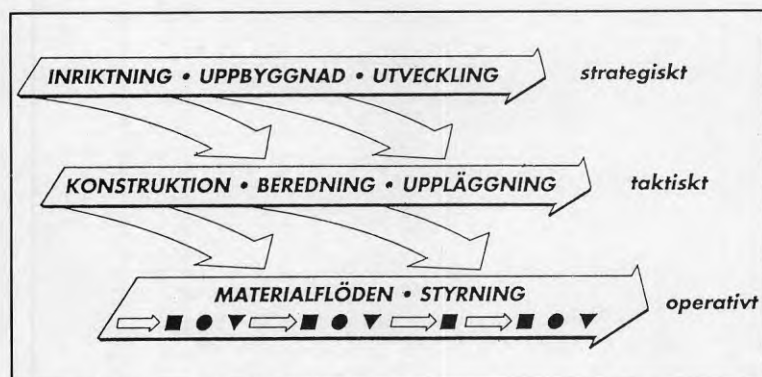 INRIKTNING • UPPBYGGNAD • UTVECKLING strategiskt
KONSTRUKTION • BEREDNING • UPPLÄGGNING taktiskt
MATERIALFLÖDEN • STYRNING operativt